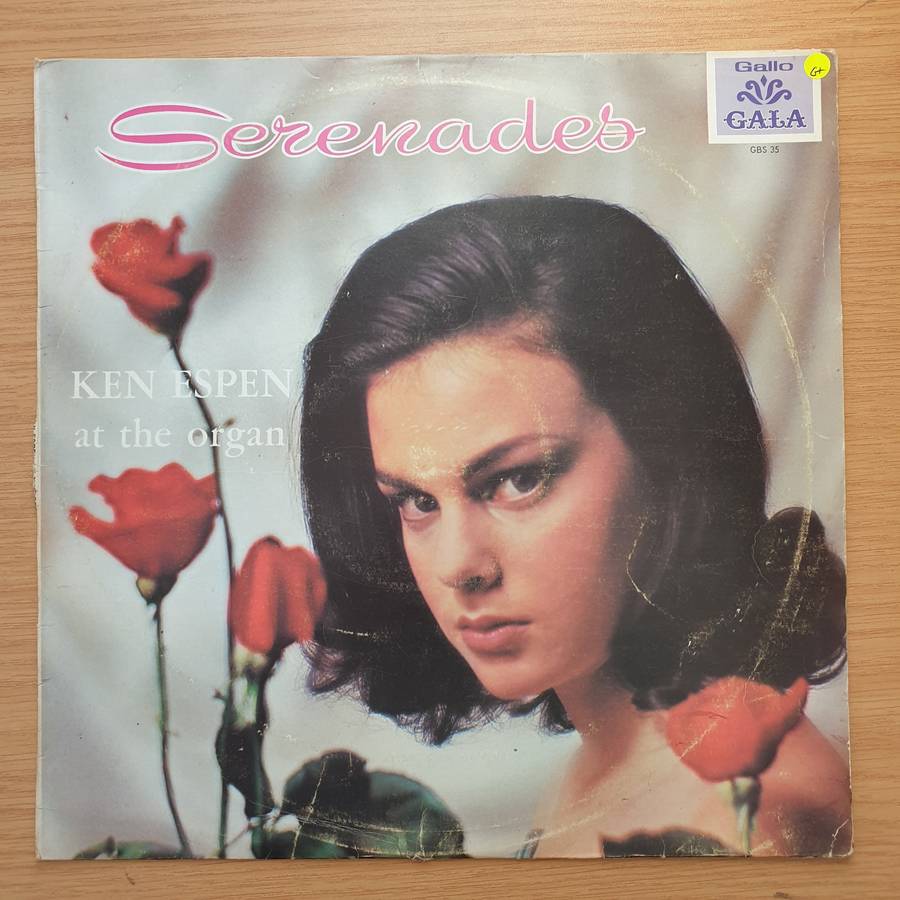 Serenades
Gallo
GALA
G+
GBS 35
KEN ESPEN
at the organ